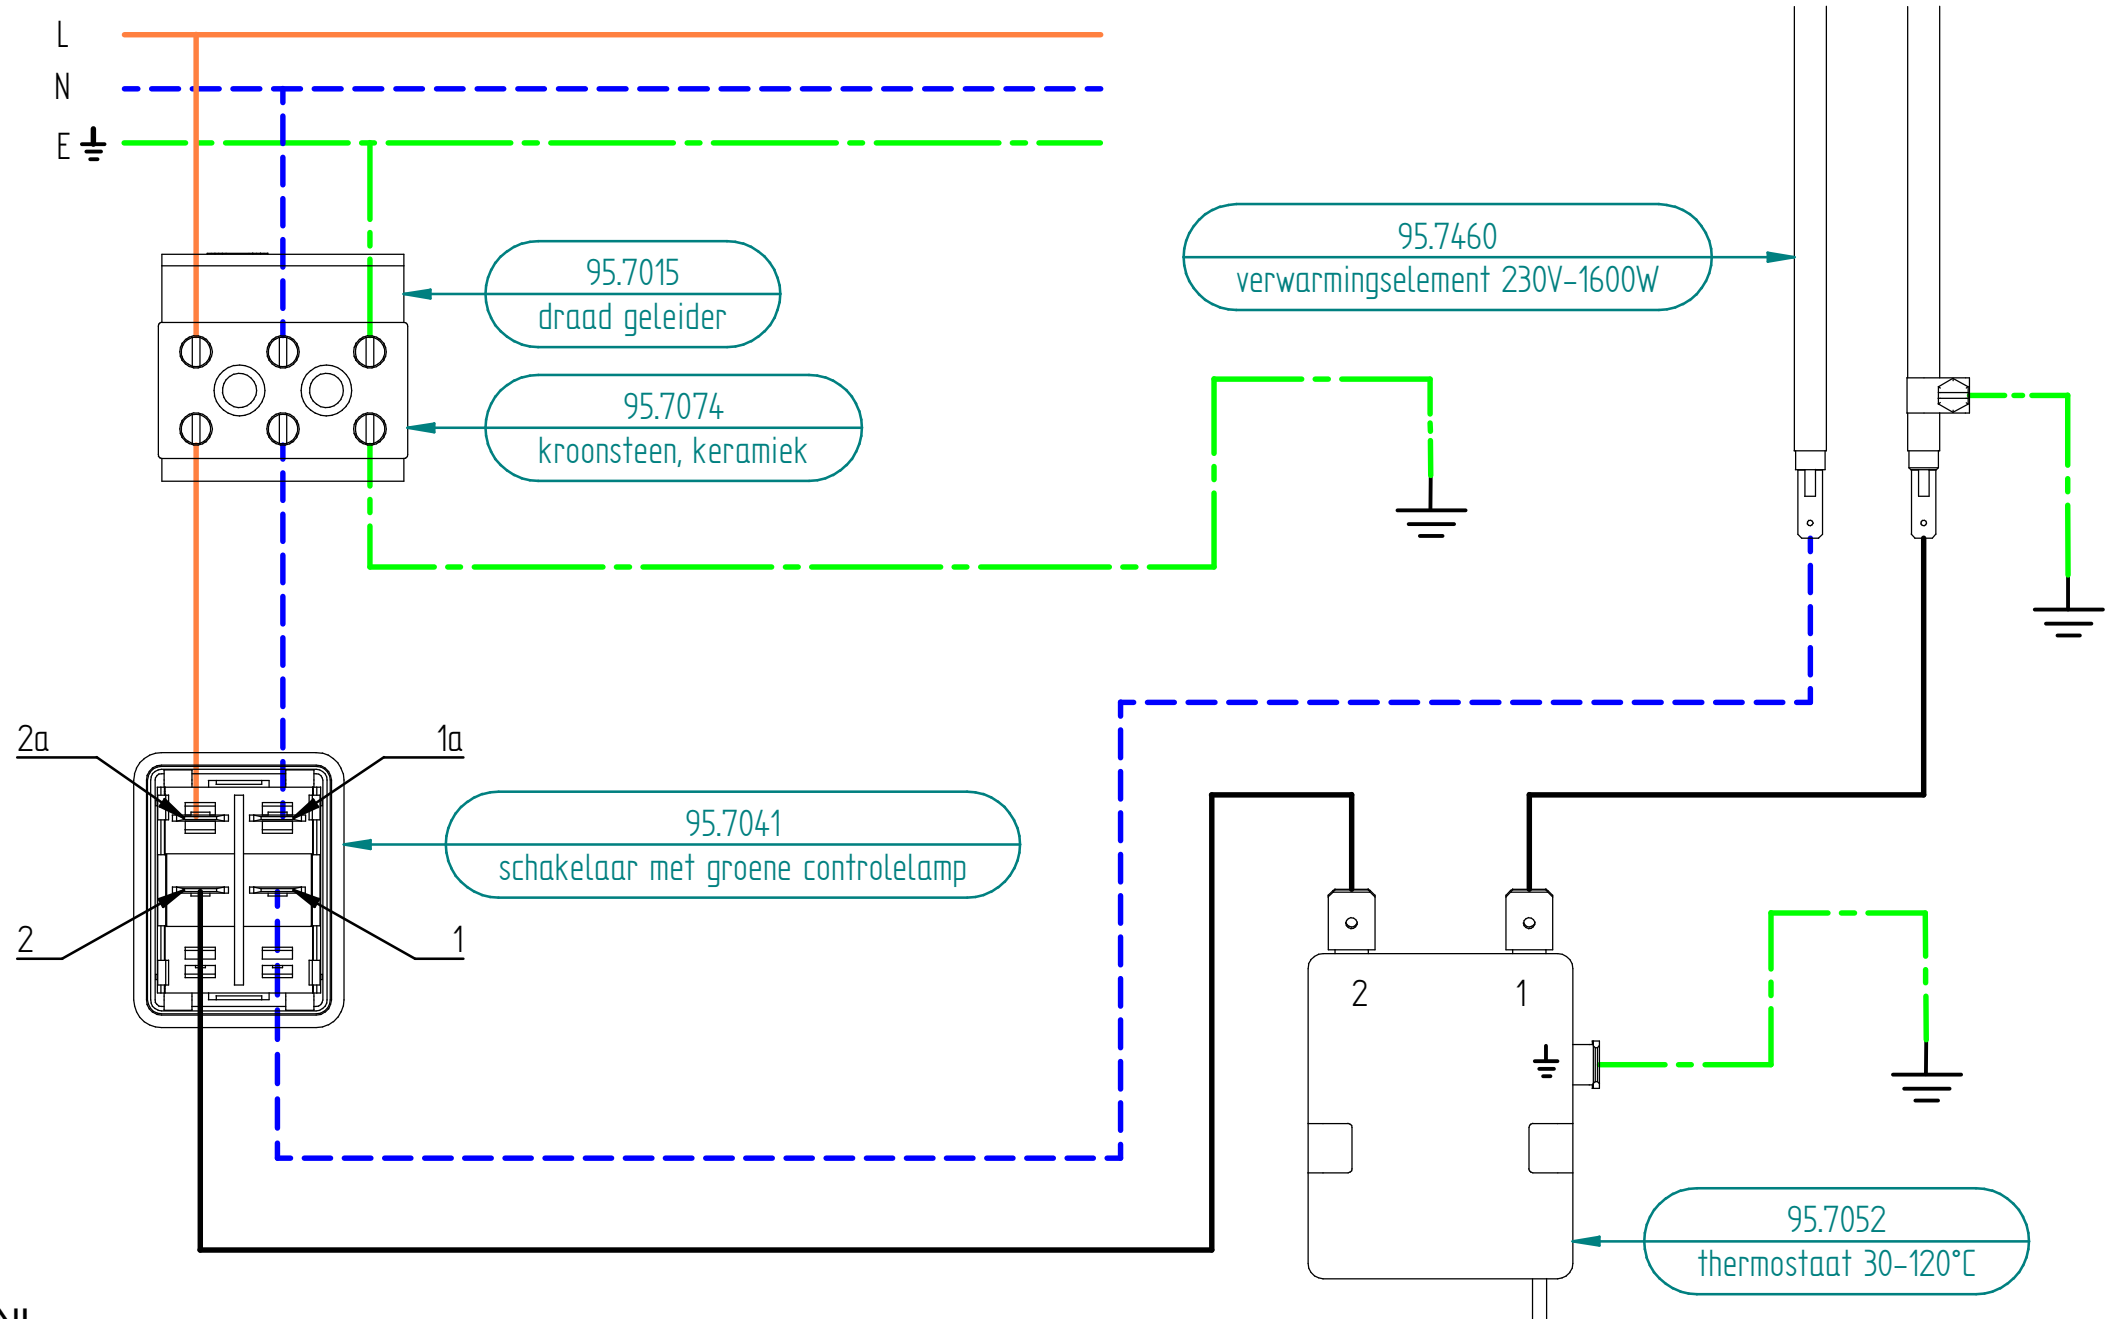 L
N
E
95.7015
draad geleider
95.7460
verwarmingselement 230V-1600W
95.7074
kroonsteen, keramiek
2a
1a
95.7041
schakelaar met groene controlelamp
2
1
2
1
95.7052
thermostaat 30-120°C